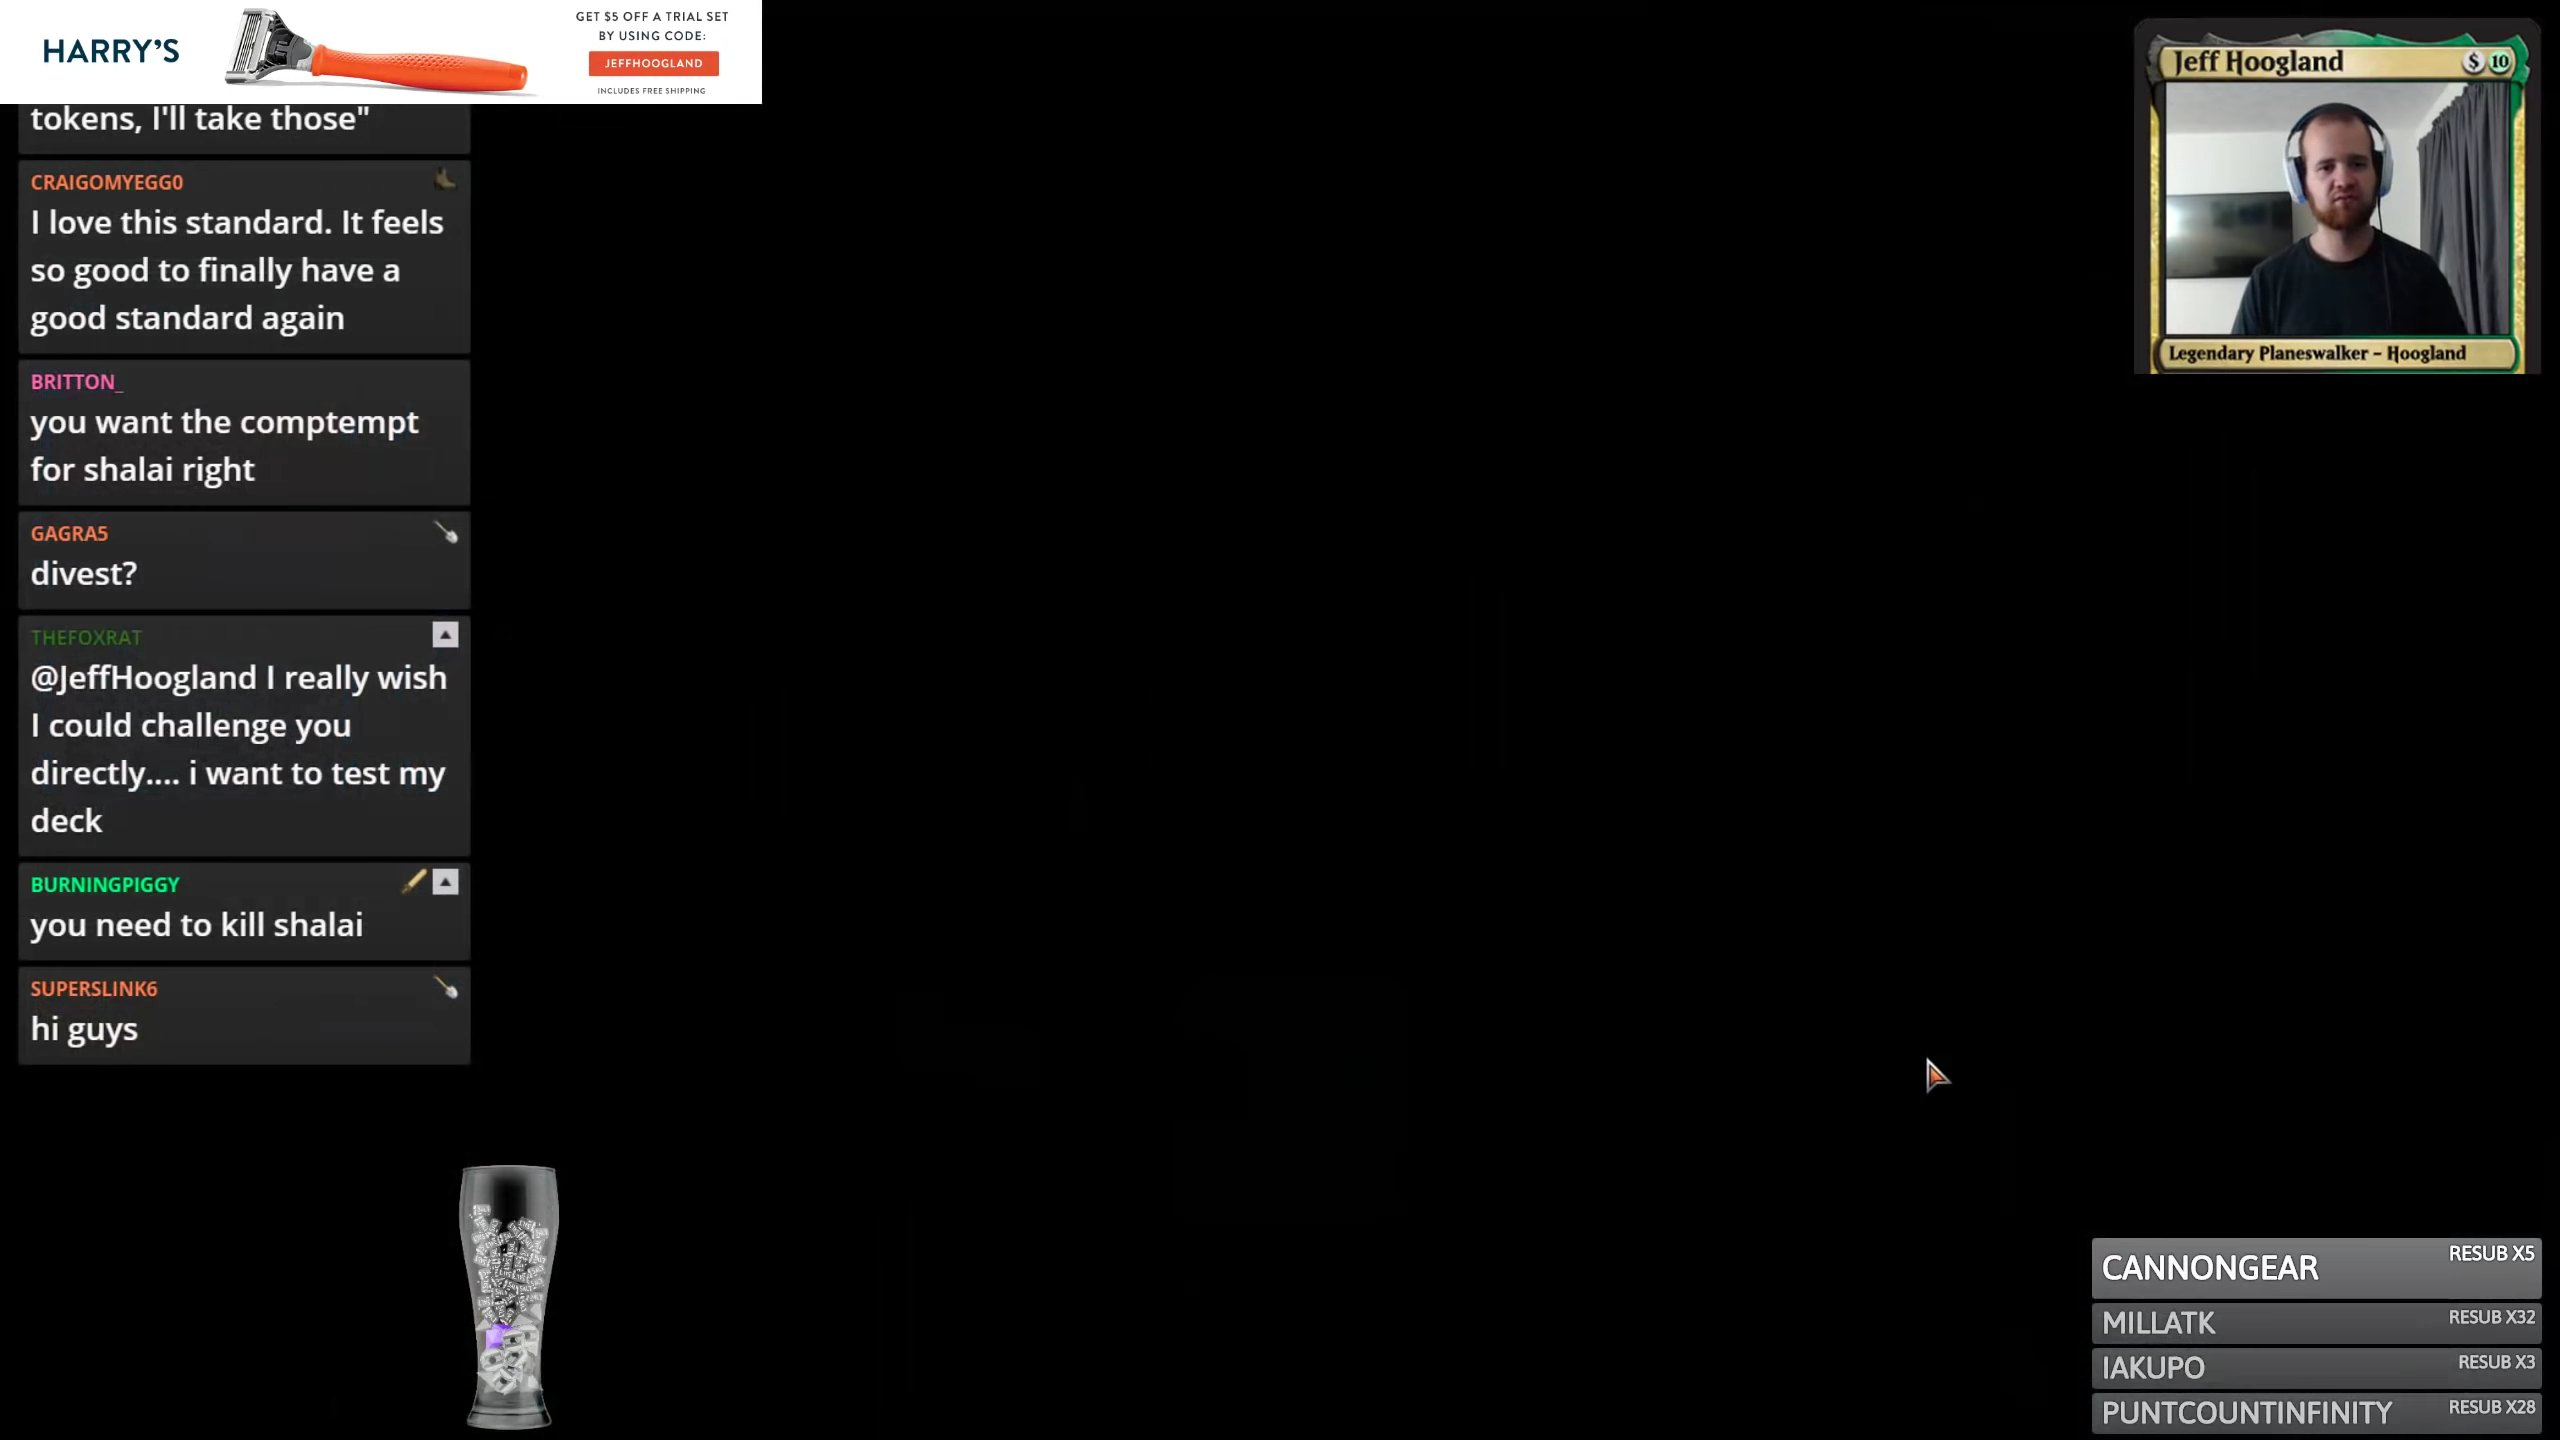 HARRY'S
GET $5 OFF A TRIAL SET
BY USING CODE:
JEFFHOOGLAND
INCLUDES FREE SHIPPING
tokens, I'll take those"
CRAIGOMYEGG0
I love this standard. It feels
so good to finally have a
good standard again
BRITTON_
you want the comptempt
for shalai right
GAGRA5
divest?
THEFOXRAT
@JeffHoogland I really wish
I could challenge you
directly.... i want to test my
deck
BURNINGPIGGY
you need to kill shalai
SUPERSLINK6
hi guys
Jeff Hoogland
$ 10
Legendary Planeswalker – Hoogland
CANNONGEAR RESUB X5
MILLATK RESUB X32
IAKUPO RESUB X3
PUNTCOUNTINFINITY RESUB X28